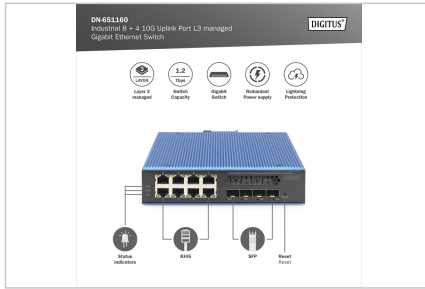 DN-651160
Industrial 8 + 4 10G Uplink Port L3 managed
Gigabit Ethernet Switch
DIGITUS®
3
LAYER
1.2
Tbps
Layer 3
managed
Switch
Capacity
Gigabit
Switch
Redundant
Power supply
Lightning
Protection
Status
indicators
RJ45
SFP
Reset
Reset